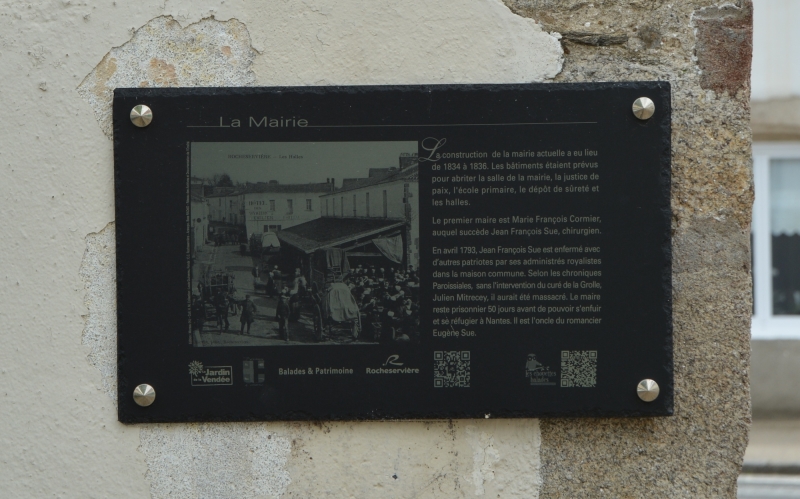 La Mairie
ROCHESERVIÈRE - Les Halles
La construction de la mairie actuelle a eu lieu
de 1834 à 1836. Les bâtiments étaient prévus
pour abriter la salle de la mairie, la justice de
paix, l'école primaire, le dépôt de sûreté et
les halles.
Le premier maire est Marie François Cormier,
auquel succède Jean François Sue, chirurgien.
En avril 1793, Jean François Sue est enfermé avec
d'autres patriotes par ses administrés royalistes
dans la maison commune. Selon les chroniques
Paroissiales, sans l'intervention du curé de la Grolle,
Julien Mitrecey, il aurait été massacré. Le maire
reste prisonnier 50 jours avant de pouvoir s'enfuir
et se réfugier à Nantes. Il est l'oncle du romancier
Eugène Sue.
Jardin
de la
Vendée
Balades & Patrimoine
Rocheservière